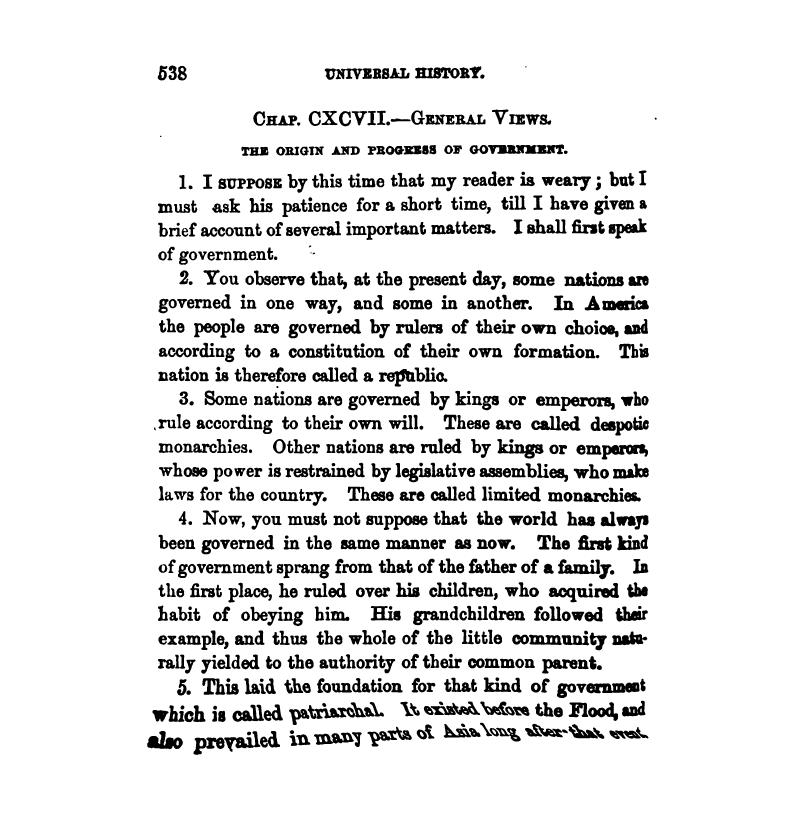 538 UNIVERSAL HISTORY.
CHAP. CXCVII.—GENERAL VIEWS.
THE ORIGIN AND PROGRESS OF GOVERNMENT.
1. I SUPPOSE by this time that my reader is weary; but I
must ask his patience for a short time, till I have given a
brief account of several important matters. I shall first speak
of government.
2. You observe that, at the present day, some nations are
governed in one way, and some in another. In America
the people are governed by rulers of their own choice, and
according to a constitution of their own formation. This
nation is therefore called a republic.
3. Some nations are governed by kings or emperors, who
rule according to their own will. These are called despotic
monarchies. Other nations are ruled by kings or emperors,
whose power is restrained by legislative assemblies, who make
laws for the country. These are called limited monarchies.
4. Now, you must not suppose that the world has always
been governed in the same manner as now. The first kind
of government sprang from that of the father of a family. In
the first place, he ruled over his children, who acquired the
habit of obeying him. His grandchildren followed their
example, and thus the whole of the little community natu-
rally yielded to the authority of their common parent.
5. This laid the foundation for that kind of government
which is called patriarchal. It existed before the Flood, and
also prevailed in many parts of Asia long after that event.